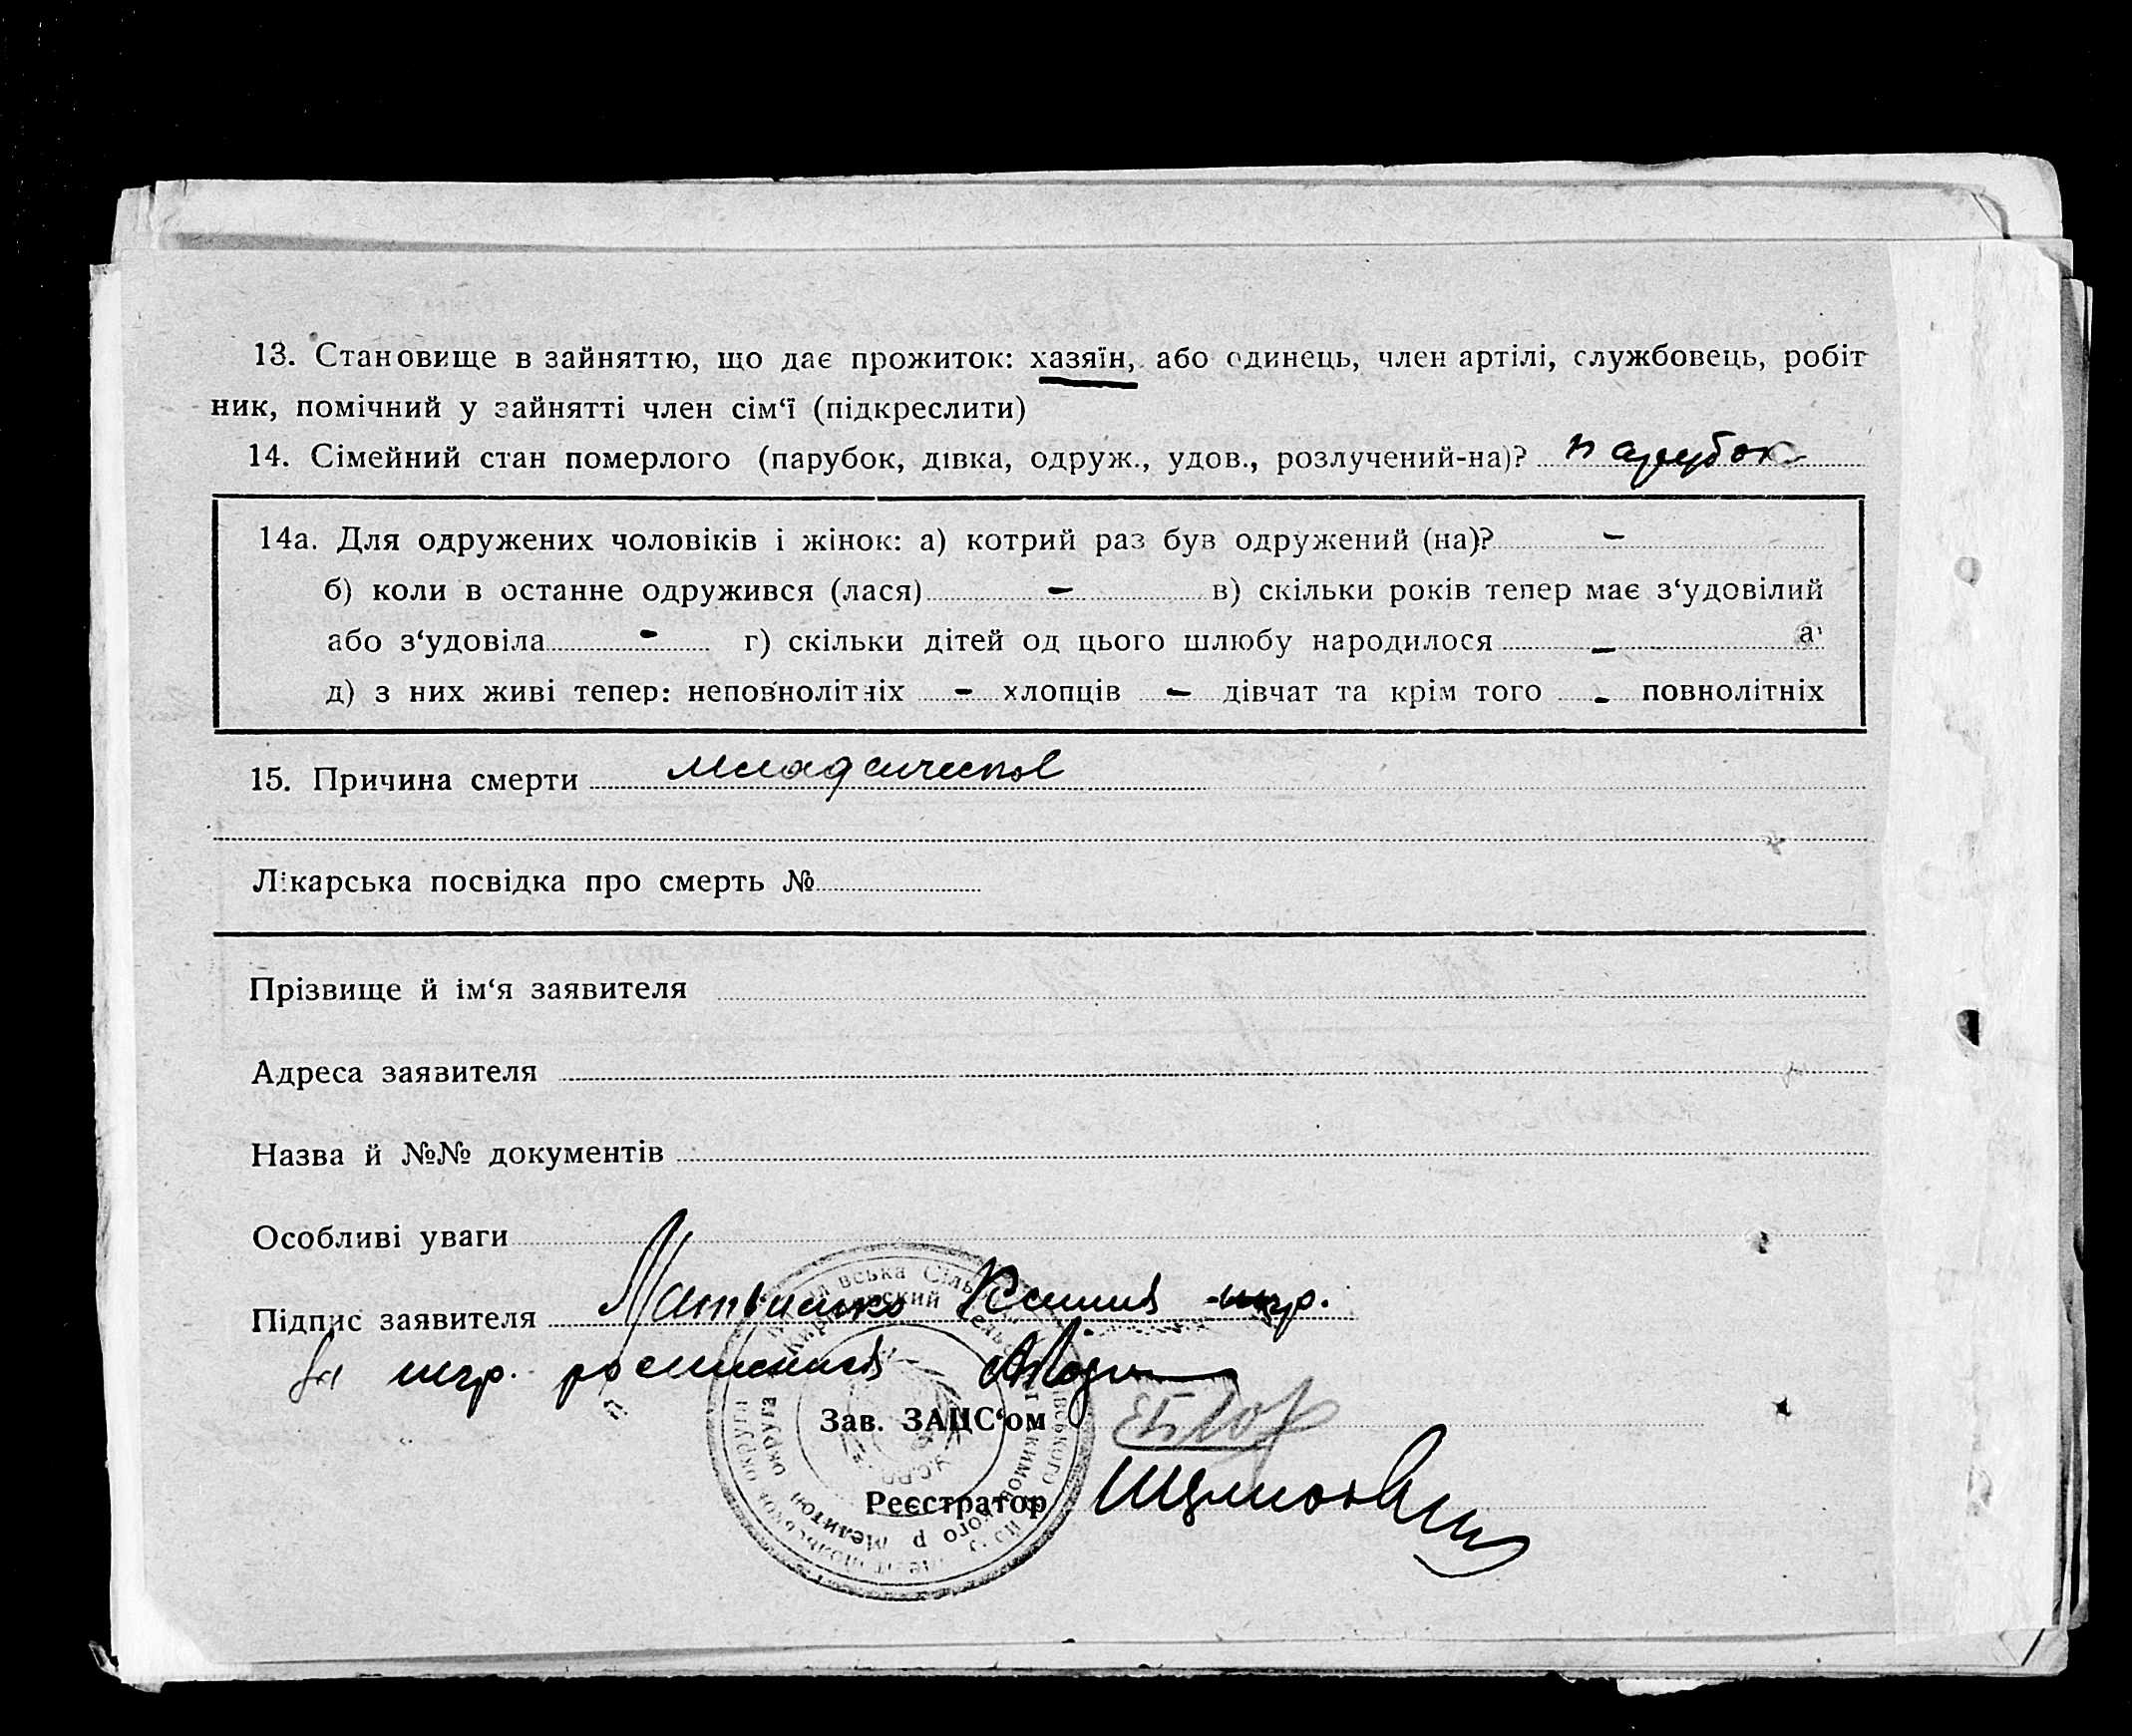 13. Становище в зайняттю, що дає прожиток: хазяїн, або одинець, член артілі, службовець, робіт
ник, помічний у зайнятті член сім‘ї (підкреслити)
14. Сімейний стан померлого (парубок, дівка, одруж., удов., розлучений-на)? парубок
14а. Для одружених чоловіків і жінок: а) котрий раз був одружений (на)? -
б) коли в останне одружився (лася) - в) скільки років тепер має з‘удовілий
або з‘удовіла - г) скільки дітей од цього шлюбу народилося - а
д) з них живі тепер: неповнолітніх - хлопців - дівчат та крім того - повнолітніх
15. Причина смерти
Лікарська посвідка про смерть №
Прізвище й ім‘я заявителя
Адреса заявителя
Назва й №№ документів
Особливі уваги
Підпис заявителя нгр.
за нгр.
Зав. ЗАЦС‘ом
Реєстратор